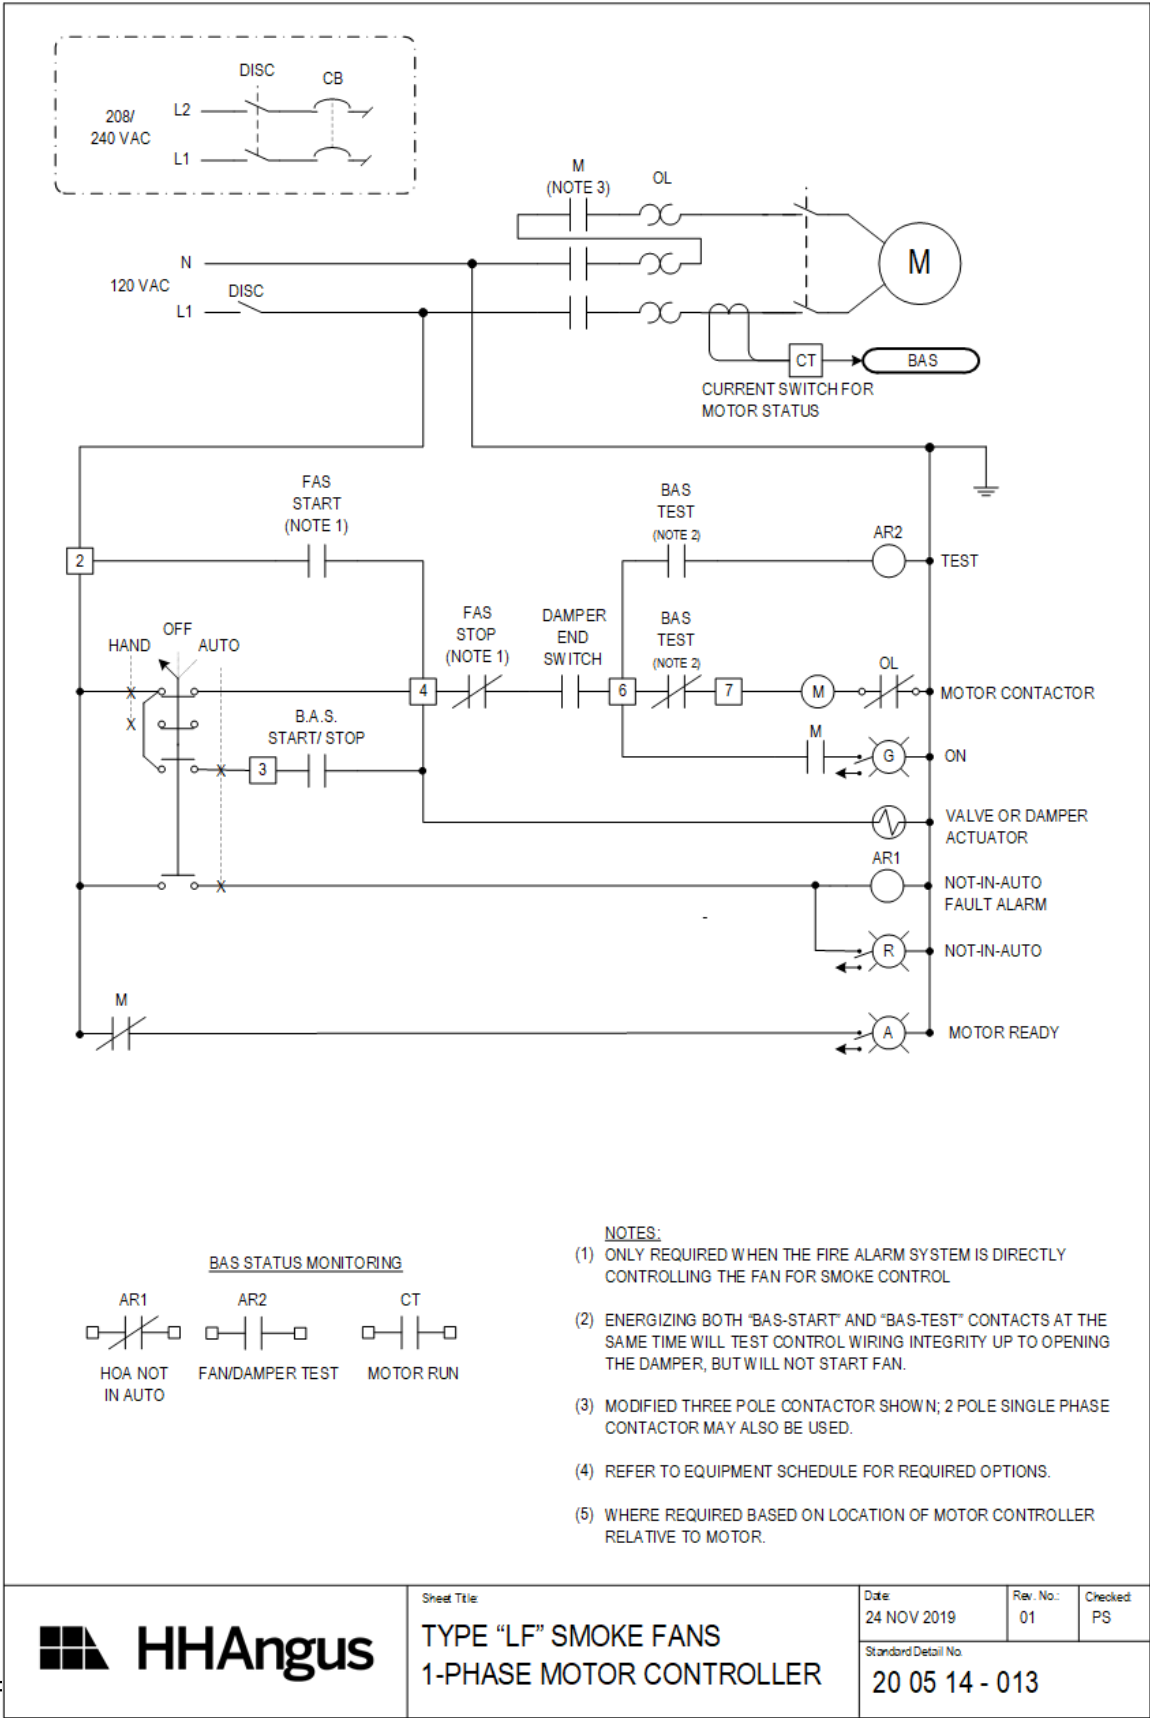 DISC
CB
L2
208/
240 VAC
L1
M
(NOTE 3)
OL
N
120 VAC
DISC
L1
M
CT
BAS
CURRENT SWITCH FOR
MOTOR STATUS
FAS
START
(NOTE 1)
BAS
TEST
(NOTE 2)
AR2
2
TEST
FAS
STOP
(NOTE 1)
DAMPER
END
SWITCH
BAS
TEST
(NOTE 2)
OFF
HAND
AUTO
OL
X
4
6
7
M
MOTOR CONTACTOR
X
B.A.S.
START/ STOP
M
X
3
G
ON
VALVE OR DAMPER
ACTUATOR
AR1
X
NOT-IN-AUTO
FAULT ALARM
R
NOT-IN-AUTO
M
A
MOTOR READY
BAS STATUS MONITORING
AR1
AR2
CT
HOA NOT
IN AUTO
FAN/DAMPER TEST
MOTOR RUN
NOTES:
(1) ONLY REQUIRED WHEN THE FIRE ALARM SYSTEM IS DIRECTLY
CONTROLLING THE FAN FOR SMOKE CONTROL
(2) ENERGIZING BOTH “BAS-START” AND “BAS-TEST” CONTACTS AT THE
SAME TIME WILL TEST CONTROL WIRING INTEGRITY UP TO OPENING
THE DAMPER, BUT WILL NOT START FAN.
(3) MODIFIED THREE POLE CONTACTOR SHOWN; 2 POLE SINGLE PHASE
CONTACTOR MAY ALSO BE USED.
(4) REFER TO EQUIPMENT SCHEDULE FOR REQUIRED OPTIONS.
(5) WHERE REQUIRED BASED ON LOCATION OF MOTOR CONTROLLER
RELATIVE TO MOTOR.
HHAngus
Sheet Title:
TYPE “LF” SMOKE FANS
1-PHASE MOTOR CONTROLLER
Date:
24 NOV 2019
Rev. No.:
01
Checked:
PS
Standard Detail No.
20 05 14 - 013